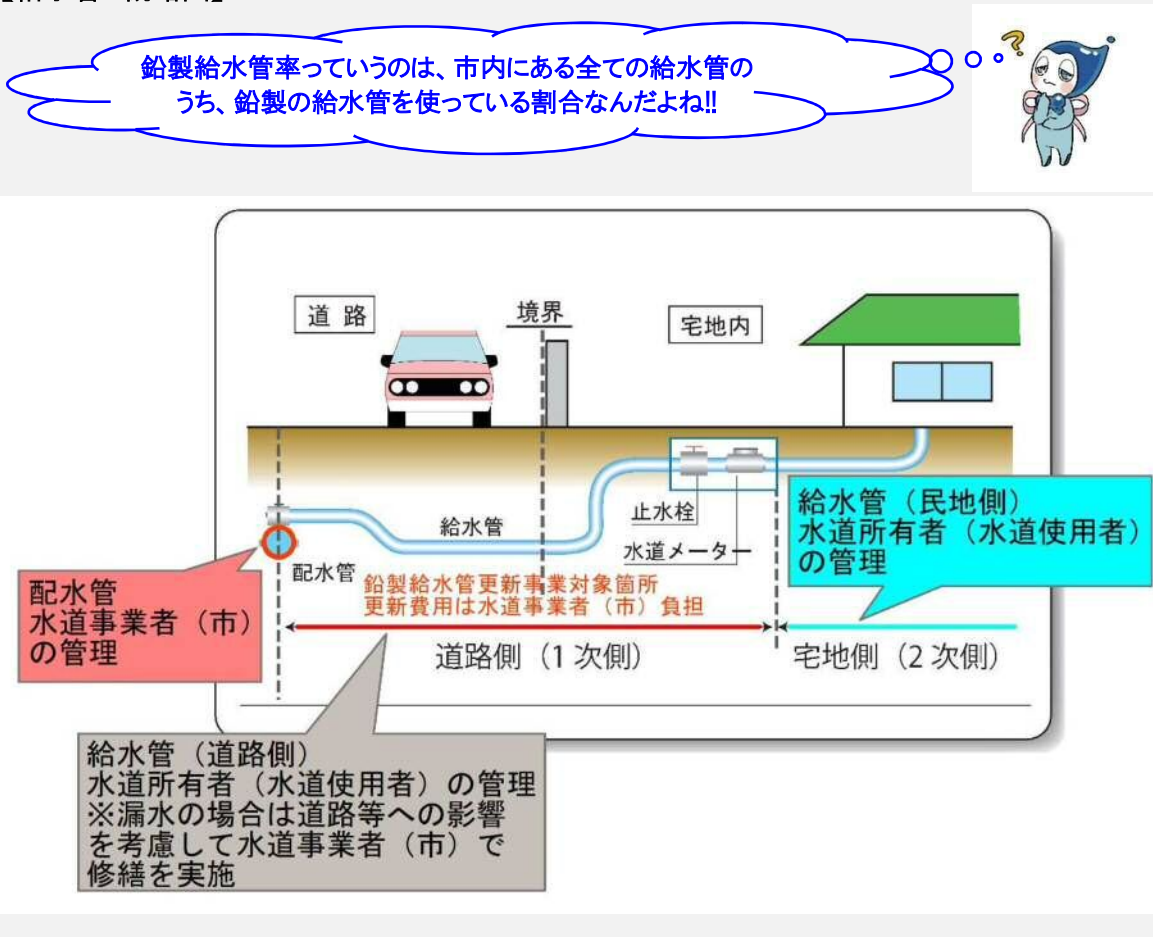 鉛製給水管率っていうのは、市内にある全ての給水管の
うち、鉛製の給水管を使っている割合なんだよね!!
?
道路
境界
宅地内
止水栓
給水管
水道メーター
配水管
鉛製給水管更新事業対象箇所
更新費用は水道事業者（市）負担
道路側（1次側）
宅地側（2次側）
給水管（民地側）
水道所有者（水道使用者）
の管理
配水管
水道事業者（市）
の管理
給水管（道路側）
水道所有者（水道使用者）の管理
※漏水の場合は道路等への影響
を考慮して水道事業者（市）で
修繕を実施